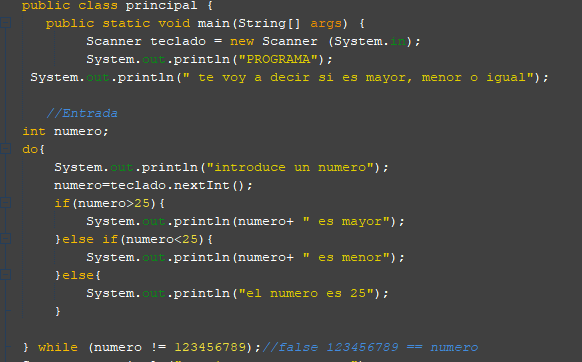 public class principal {
public static void main(String[] args) {
Scanner teclado = new Scanner (System.in);
System.out.println("PROGRAMA");
System.out.println(" te voy a decir si es mayor, menor o igual");
//Entrada
int numero;
do{
System.out.println("introduce un numero");
numero=teclado.nextInt();
if(numero>25){
System.out.println(numero+ " es mayor");
}else if(numero<25){
System.out.println(numero+ " es menor");
}else{
System.out.println("el numero es 25");
}
} while (numero != 123456789);//false 123456789 == numero